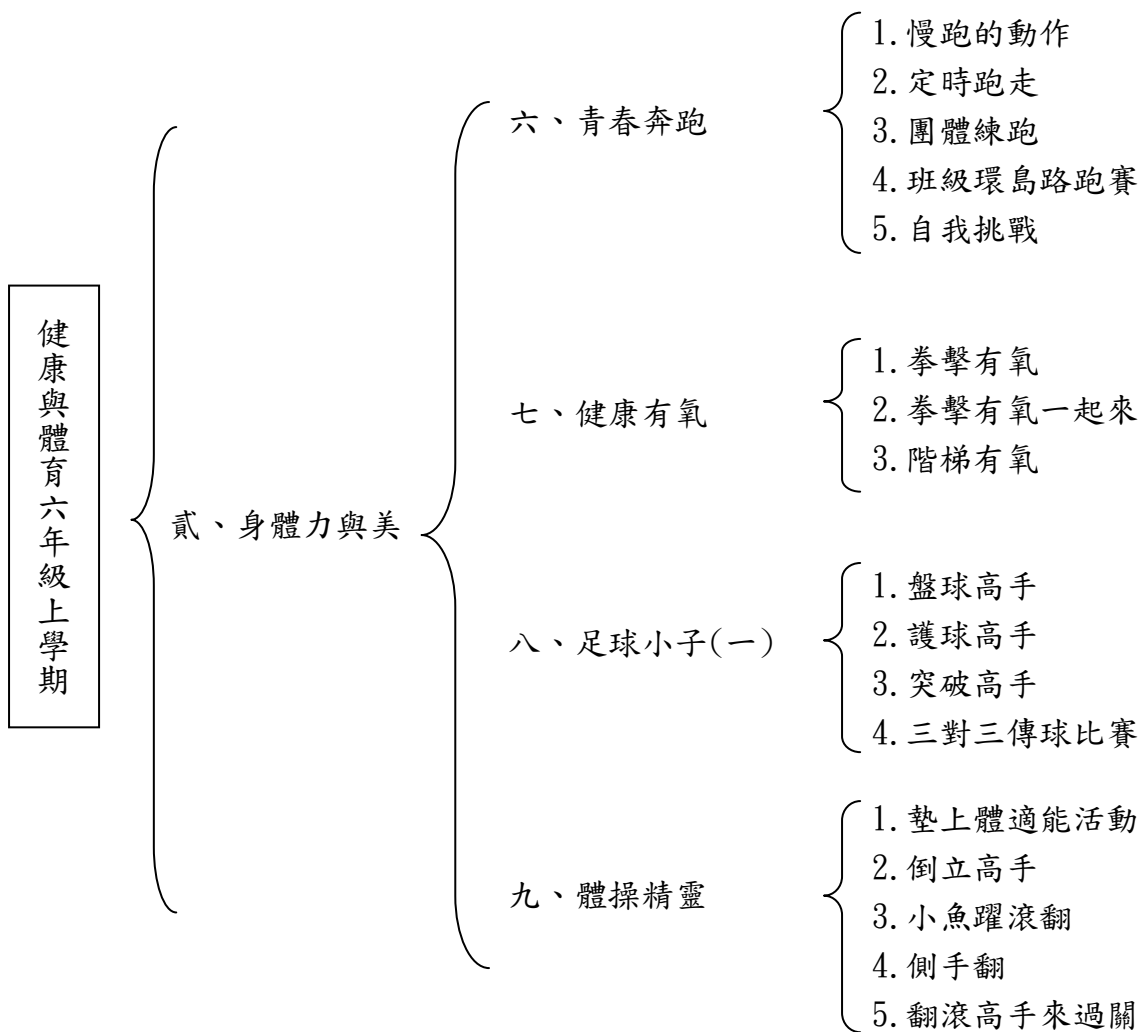 健康與體育六年級上學期
貳、身體力與美
六、青春奔跑
1.慢跑的動作
2.定時跑走
3.團體練跑
4.班級環島路跑賽
5.自我挑戰
七、健康有氧
1.拳擊有氧
2.拳擊有氧一起來
3.階梯有氧
八、足球小子(一)
1.盤球高手
2.護球高手
3.突破高手
4.三對三傳球比賽
九、體操精靈
1.墊上體適能活動
2.倒立高手
3.小魚躍滾翻
4.側手翻
5.翻滾高手來過關